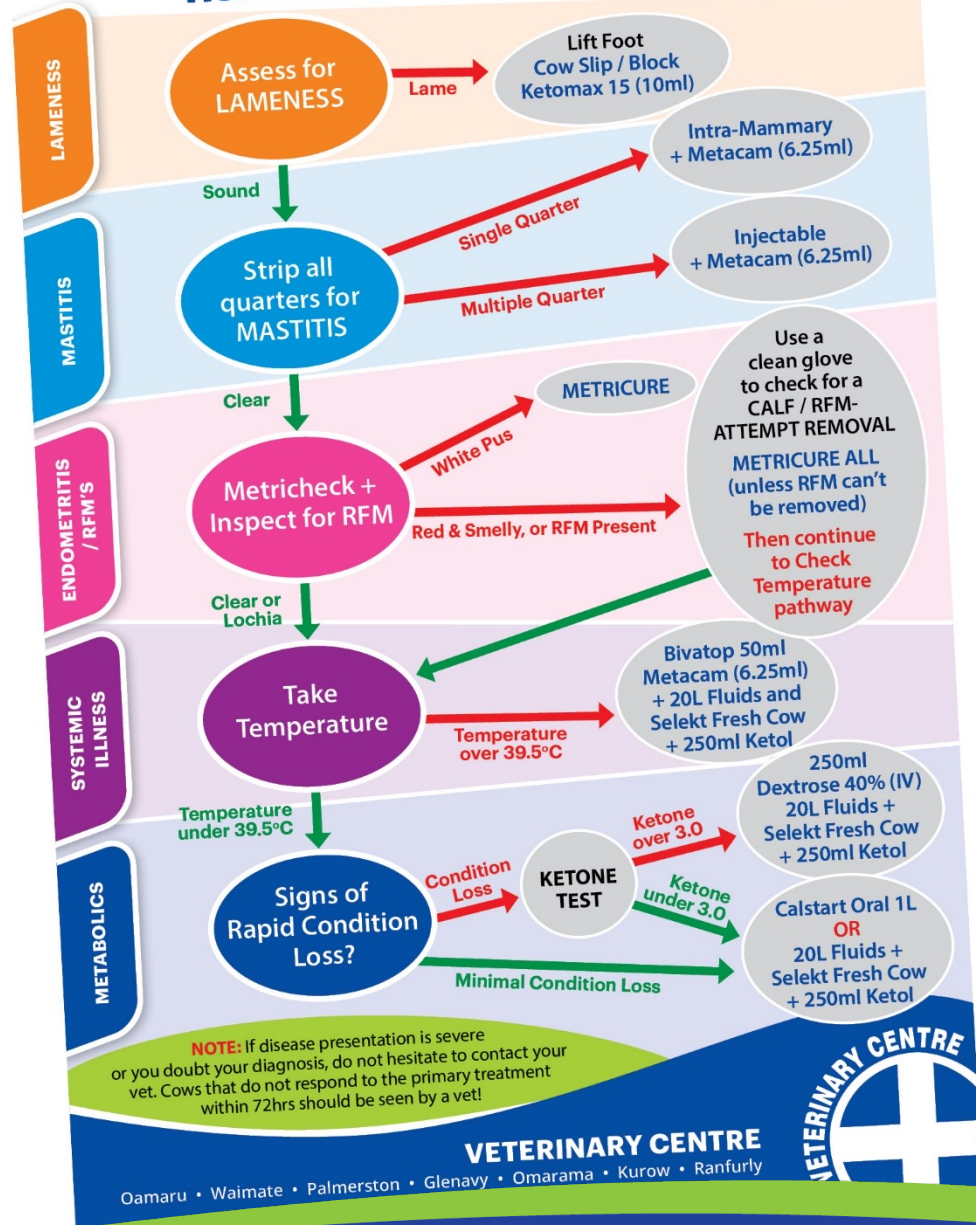 LAMENESS
Assess for
LAMENESS
Lame
Lift Foot
Cow Slip / Block
Ketomax 15 (10ml)
Sound
MASTITIS
Strip all
quarters for
MASTITIS
Single Quarter
Intra-Mammary
+ Metacam (6.25ml)
Multiple Quarter
Injectable
+ Metacam (6.25ml)
Clear
ENDOMETRITIS
/ RFM'S
Metricheck +
Inspect for RFM
White Pus
METRICURE
Red & Smelly, or RFM Present
Use a
clean glove
to check for a
CALF / RFM-
ATTEMPT REMOVAL
METRICURE ALL
(unless RFM can't
be removed)
Then continue
to Check
Temperature
pathway
Clear or
Lochia
SYSTEMIC
ILLNESS
Take
Temperature
Temperature
over 39.5°C
Bivatop 50ml
Metacam (6.25ml)
+ 20L Fluids and
Selekt Fresh Cow
+ 250ml Ketol
Temperature
under 39.5°C
METABOLICS
Signs of
Rapid Condition
Loss?
Condition
Loss
KETONE
TEST
Ketone
over 3.0
250ml
Dextrose 40% (IV)
20L Fluids +
Selekt Fresh Cow
+ 250ml Ketol
Ketone
under 3.0
Minimal Condition Loss
Calstart Oral 1L
OR
20L Fluids +
Selekt Fresh Cow
+ 250ml Ketol
NOTE: If disease presentation is severe
or you doubt your diagnosis, do not hesitate to contact your
vet. Cows that do not respond to the primary treatment
within 72hrs should be seen by a vet!
VETERINARY CENTRE
Oamaru • Waimate • Palmerston • Glenavy • Omarama • Kurow • Ranfurly
VETERINARY CENTRE